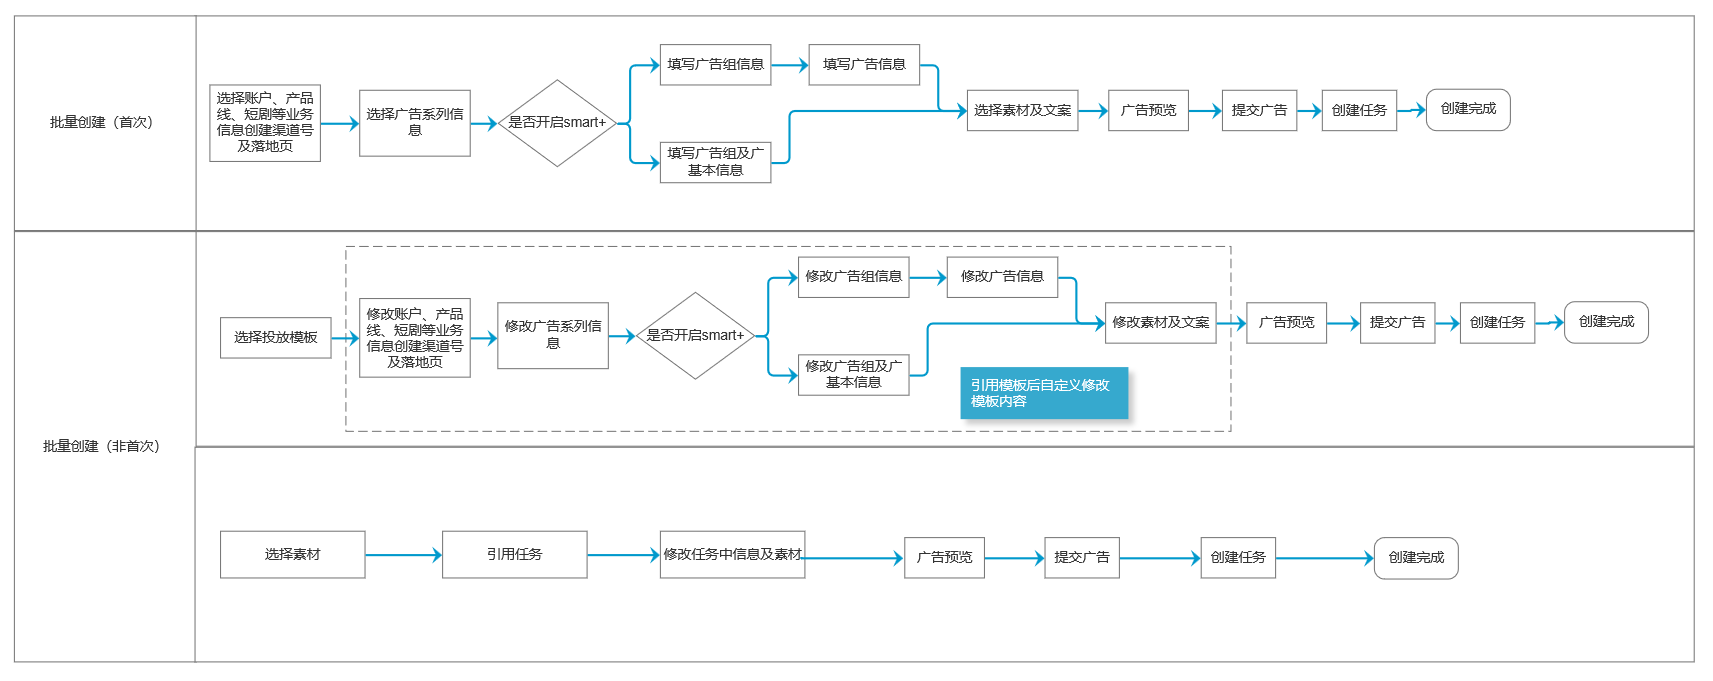 批量创建（首次）
选择账户、产品
线、短剧等业务
信息创建渠道号
及落地页
选择广告系列信
息
是否开启smart+
填写广告组信息
填写广告信息
填写广告组及广
基本信息
选择素材及文案
广告预览
提交广告
创建任务
创建完成
批量创建（非首次）
选择投放模板
修改账户、产品
线、短剧等业务
信息创建渠道号
及落地页
修改广告系列信
息
是否开启smart+
修改广告组信息
修改广告信息
修改广告组及广
基本信息
修改素材及文案
引用模板后自定义修改
模板内容
广告预览
提交广告
创建任务
创建完成
选择素材
引用任务
修改任务中信息及素材
广告预览
提交广告
创建任务
创建完成